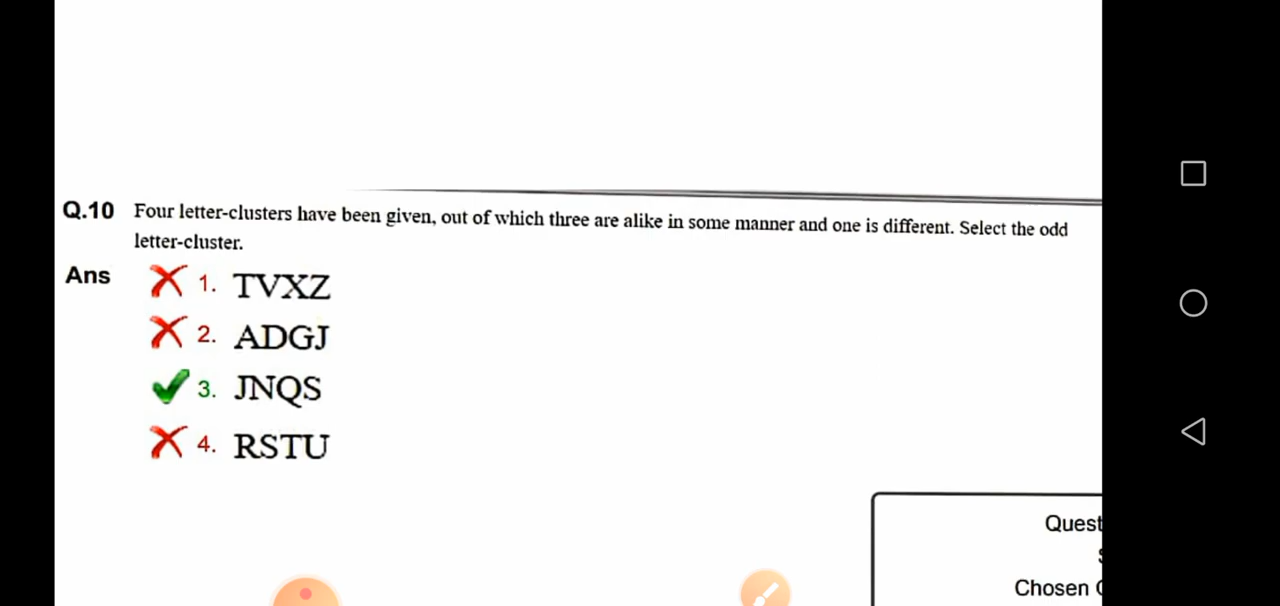 Q.10 Four letter-clusters have been given, out of which three are alike in some manner and one is different. Select the odd
letter-cluster.
Ans 1. TVXZ
2. ADGJ
3. JNQS
4. RSTU
Quest
Chosen